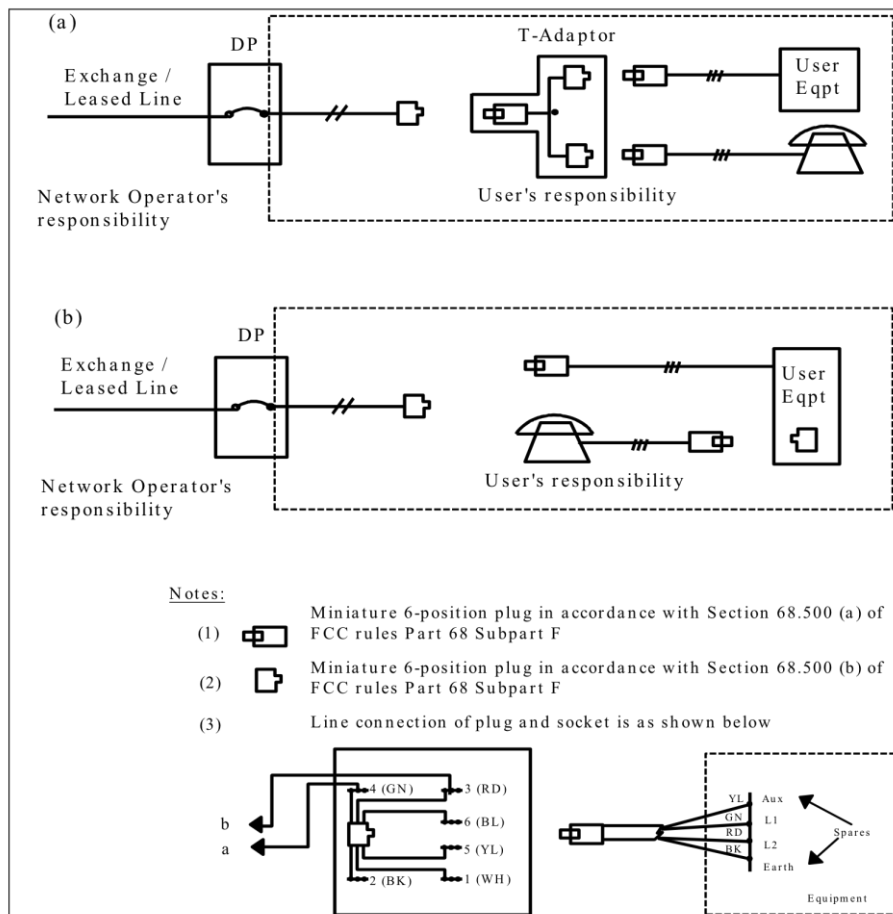 (a)
DP
T-Adaptor
Exchange /
Leased Line
User
Eqpt
Network Operator's
responsibility
User's responsibility
(b)
DP
Exchange /
Leased Line
User
Eqpt
Network Operator's
responsibility
User's responsibility
Notes:
(1) Miniature 6-position plug in accordance with Section 68.500 (a) of
FCC rules Part 68 Subpart F
(2) Miniature 6-position plug in accordance with Section 68.500 (b) of
FCC rules Part 68 Subpart F
(3) Line connection of plug and socket is as shown below
b
a
4 (GN)
3 (RD)
6 (BL)
5 (YL)
2 (BK)
1 (WH)
YL Aux
GN L1
RD L2
BK Earth
Spares
Equipment